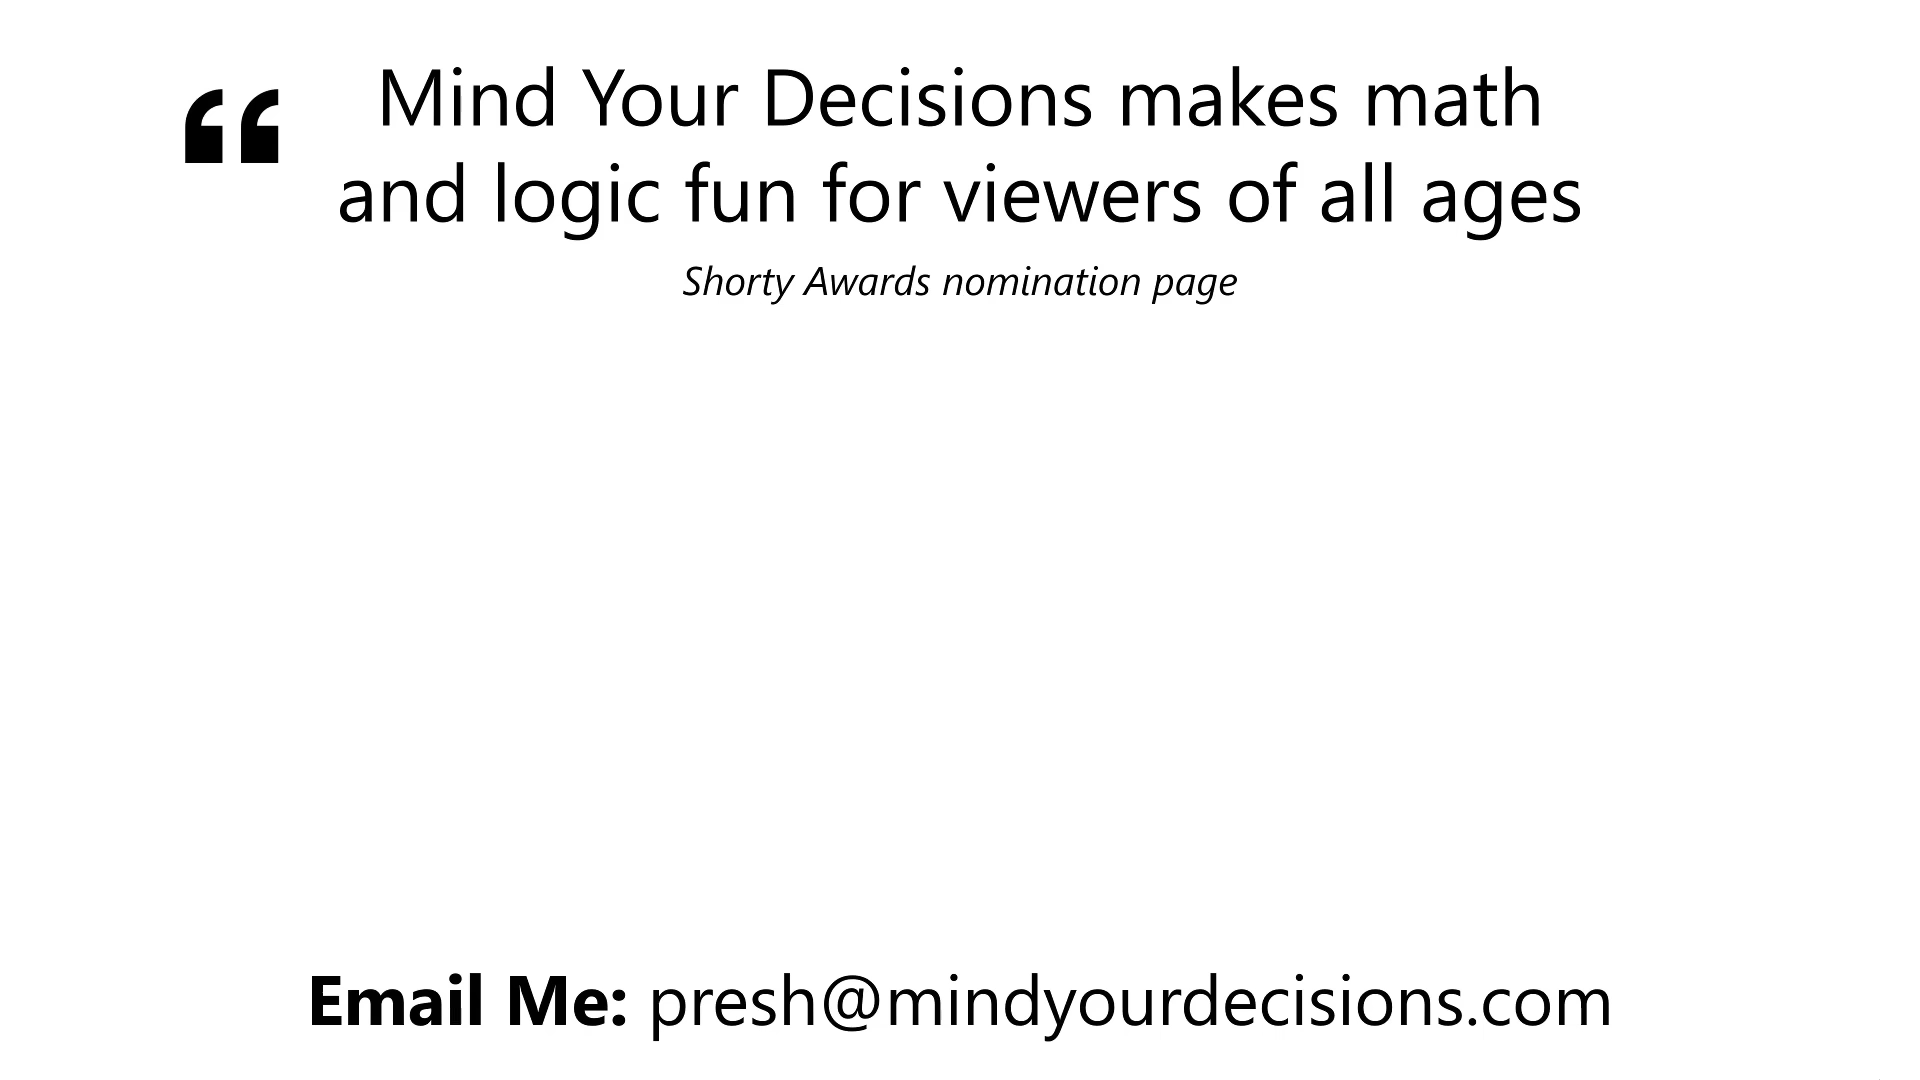 “ Mind Your Decisions makes math
and logic fun for viewers of all ages
Shorty Awards nomination page
Email Me: presh@mindyourdecisions.com